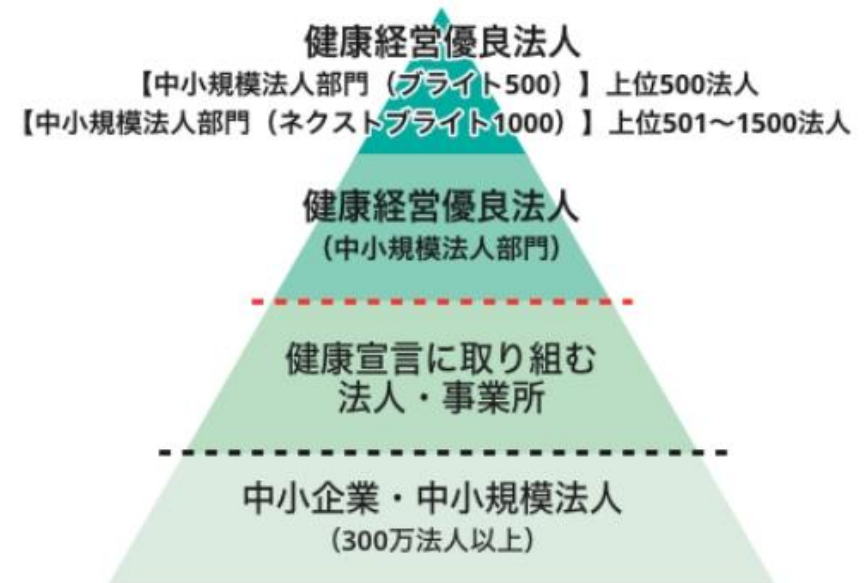 健康経営優良法人
【中小規模法人部門（ブライト500）】上位500法人
【中小規模法人部門（ネクストブライト1000）】上位501〜1500法人
健康経営優良法人
（中小規模法人部門）
健康宣言に取り組む
法人・事業所
中小企業・中小規模法人
（300万法人以上）